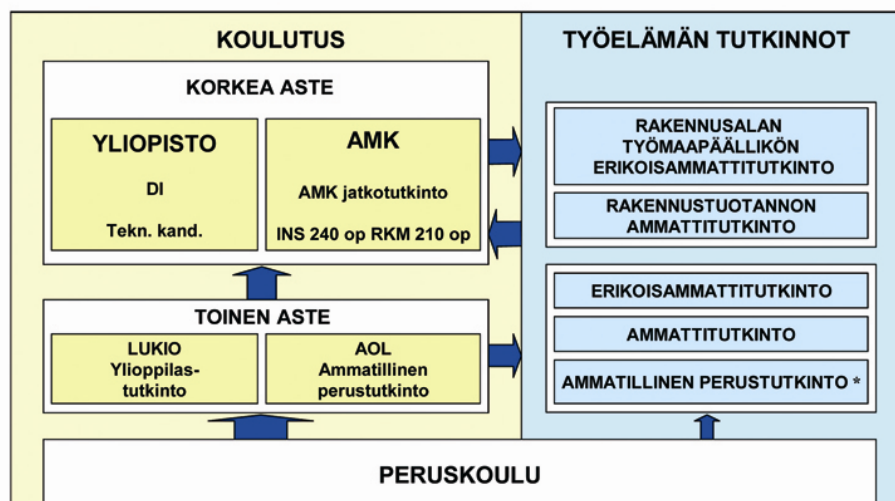 KOULUTUS
KORKEA ASTE
YLIOPISTO
DI
Tekn. kand.
AMK
AMK jatkotutkinto
INS 240 op RKM 210 op
TOINEN ASTE
LUKIO
Ylioppilas-
tutkinto
AOL
Ammatillinen
perustutkinto
TYÖELÄMÄN TUTKINNOT
RAKENNUSALAN
TYÖMAAPÄÄLLIKÖN
ERIKOISAMMATTITUTKINTO
RAKENNUSTUOTANNON
AMMATTITUTKINTO
ERIKOISAMMATTITUTKINTO
AMMATTITUTKINTO
AMMATILLINEN PERUSTUTKINTO *
PERUSKOULU